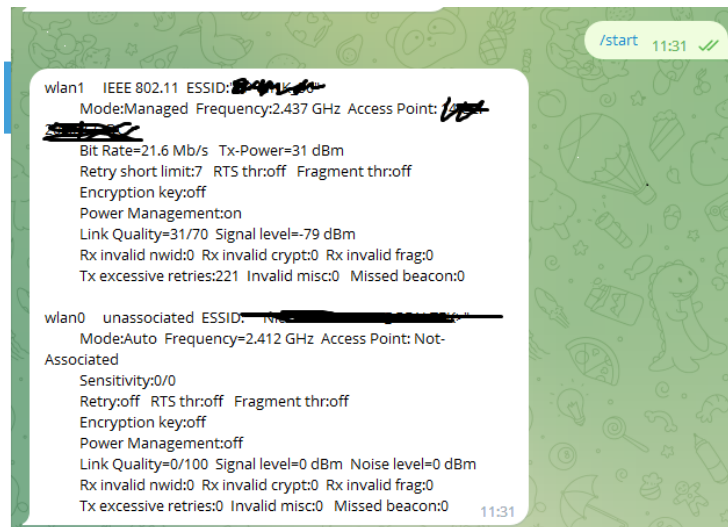 /start 11:31
wlan1 IEEE 802.11 ESSID:"
Mode:Managed Frequency:2.437 GHz Access Point:
Bit Rate=21.6 Mb/s Tx-Power=31 dBm
Retry short limit:7 RTS thr:off Fragment thr:off
Encryption key:off
Power Management:on
Link Quality=31/70 Signal level=-79 dBm
Rx invalid nwid:0 Rx invalid crypt:0 Rx invalid frag:0
Tx excessive retries:221 Invalid misc:0 Missed beacon:0
wlan0 unassociated ESSID:
Mode:Auto Frequency=2.412 GHz Access Point: Not-
Associated
Sensitivity:0/0
Retry:off RTS thr:off Fragment thr:off
Encryption key:off
Power Management:off
Link Quality=0/100 Signal level=0 dBm Noise level=0 dBm
Rx invalid nwid:0 Rx invalid crypt:0 Rx invalid frag:0
Tx excessive retries:0 Invalid misc:0 Missed beacon:0
11:31